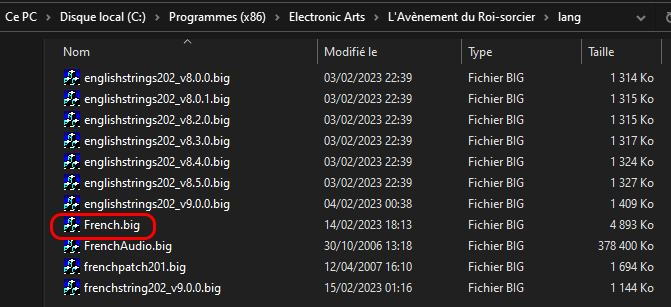 Ce PC > Disque local (C:) > Programmes (x86) > Electronic Arts > L'Avènement du Roi-sorcier > lang
Nom Modifié le Type Taille
englishstrings202_v8.0.0.big 03/02/2023 22:39 Fichier BIG 1 314 Ko
englishstrings202_v8.0.1.big 03/02/2023 22:39 Fichier BIG 1 315 Ko
englishstrings202_v8.2.0.big 03/02/2023 22:39 Fichier BIG 1 315 Ko
englishstrings202_v8.3.0.big 03/02/2023 22:39 Fichier BIG 1 317 Ko
englishstrings202_v8.4.0.big 03/02/2023 22:39 Fichier BIG 1 324 Ko
englishstrings202_v8.5.0.big 03/02/2023 22:39 Fichier BIG 1 327 Ko
englishstrings202_v9.0.0.big 04/02/2023 00:38 Fichier BIG 1 409 Ko
French.big 14/02/2023 18:13 Fichier BIG 4 893 Ko
FrenchAudio.big 30/10/2006 13:18 Fichier BIG 378 400 Ko
frenchpatch201.big 12/04/2007 16:10 Fichier BIG 1 694 Ko
frenchstring202_v9.0.0.big 15/02/2023 01:16 Fichier BIG 1 144 Ko